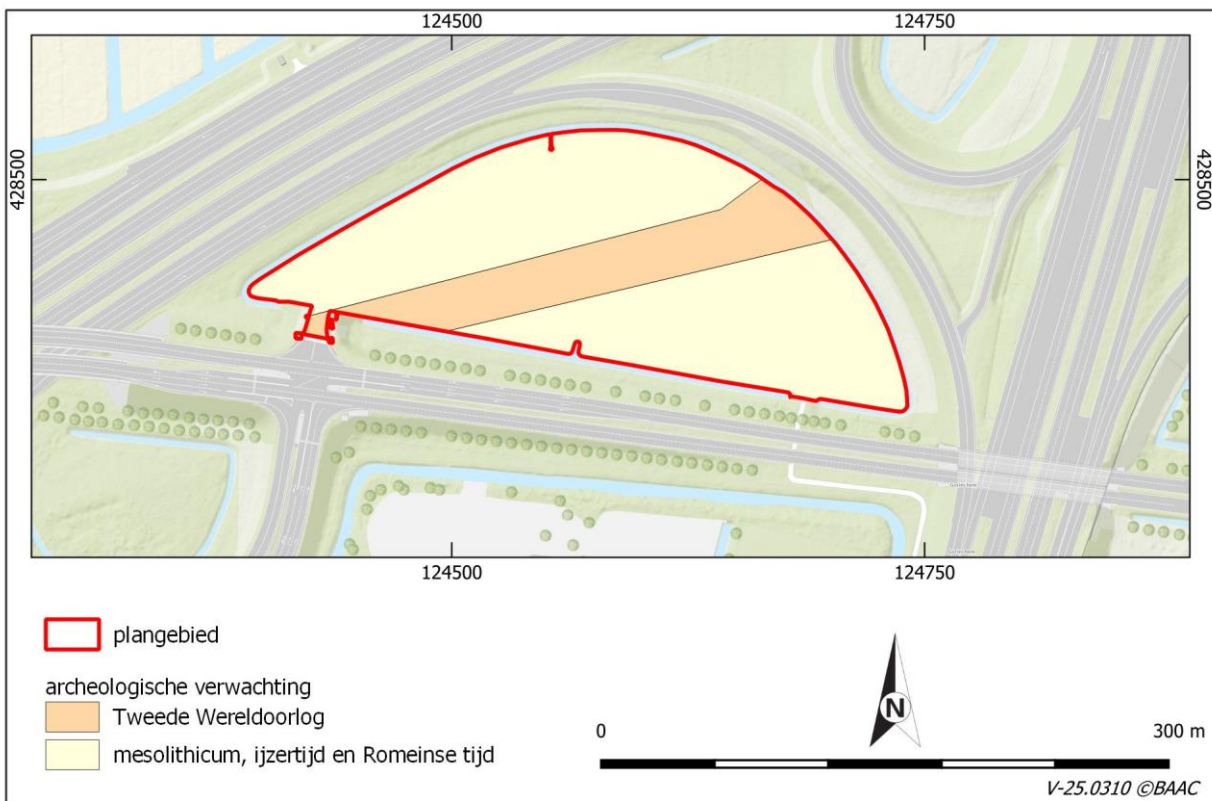 124500 124750
428500 428500
124500 124750
plangebied
archeologische verwachting
Tweede Wereldoorlog
mesolithicum, ijzertijd en Romeinse tijd
N
0 300 m
V-25.0310 ©BAAC